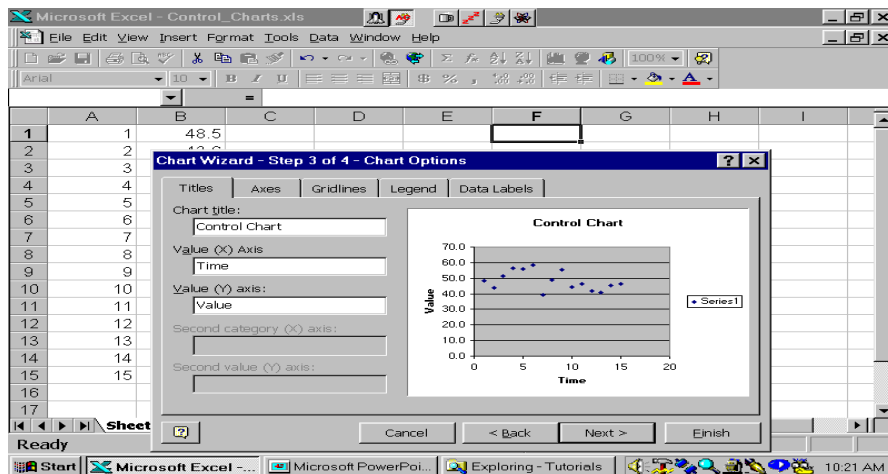 Microsoft Excel - Control_Charts.xls
File Edit View Insert Format Tools Data Window Help
100%
Arial 10 B I U
=
A B C D E F G H I
1 1 48.5
2 2
3 3
4 4
5 5
6 6
7 7
8 8
9 9
10 10
11 11
12 12
13 13
14 14
15 15
16
17
Chart Wizard - Step 3 of 4 - Chart Options
Titles Axes Gridlines Legend Data Labels
Chart title:
Control Chart
Value (X) Axis
Time
Value (Y) axis:
Value
Second category (X) axis:
Second value (Y) axis:
Control Chart
70.0
60.0
50.0
40.0
30.0
20.0
10.0
0.0
Value
0 5 10 15 20
Time
Series1
Cancel < Back Next > Finish
Sheet
Ready
Start Microsoft Excel -... Microsoft PowerPoi... Exploring - Tutorials 10:21 AM